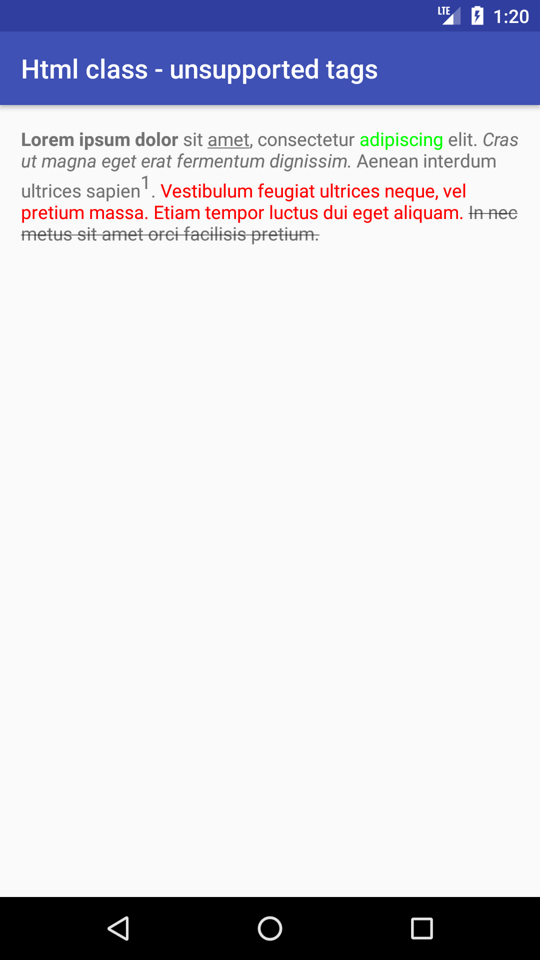 LTE 1:20
Html class - unsupported tags
Lorem ipsum dolor sit amet, consectetur adipiscing elit. Cras
ut magna eget erat fermentum dignissim. Aenean interdum
ultrices sapien1. Vestibulum feugiat ultrices neque, vel
pretium massa. Etiam tempor luctus dui eget aliquam. In nec
metus sit amet orci facilisis pretium.